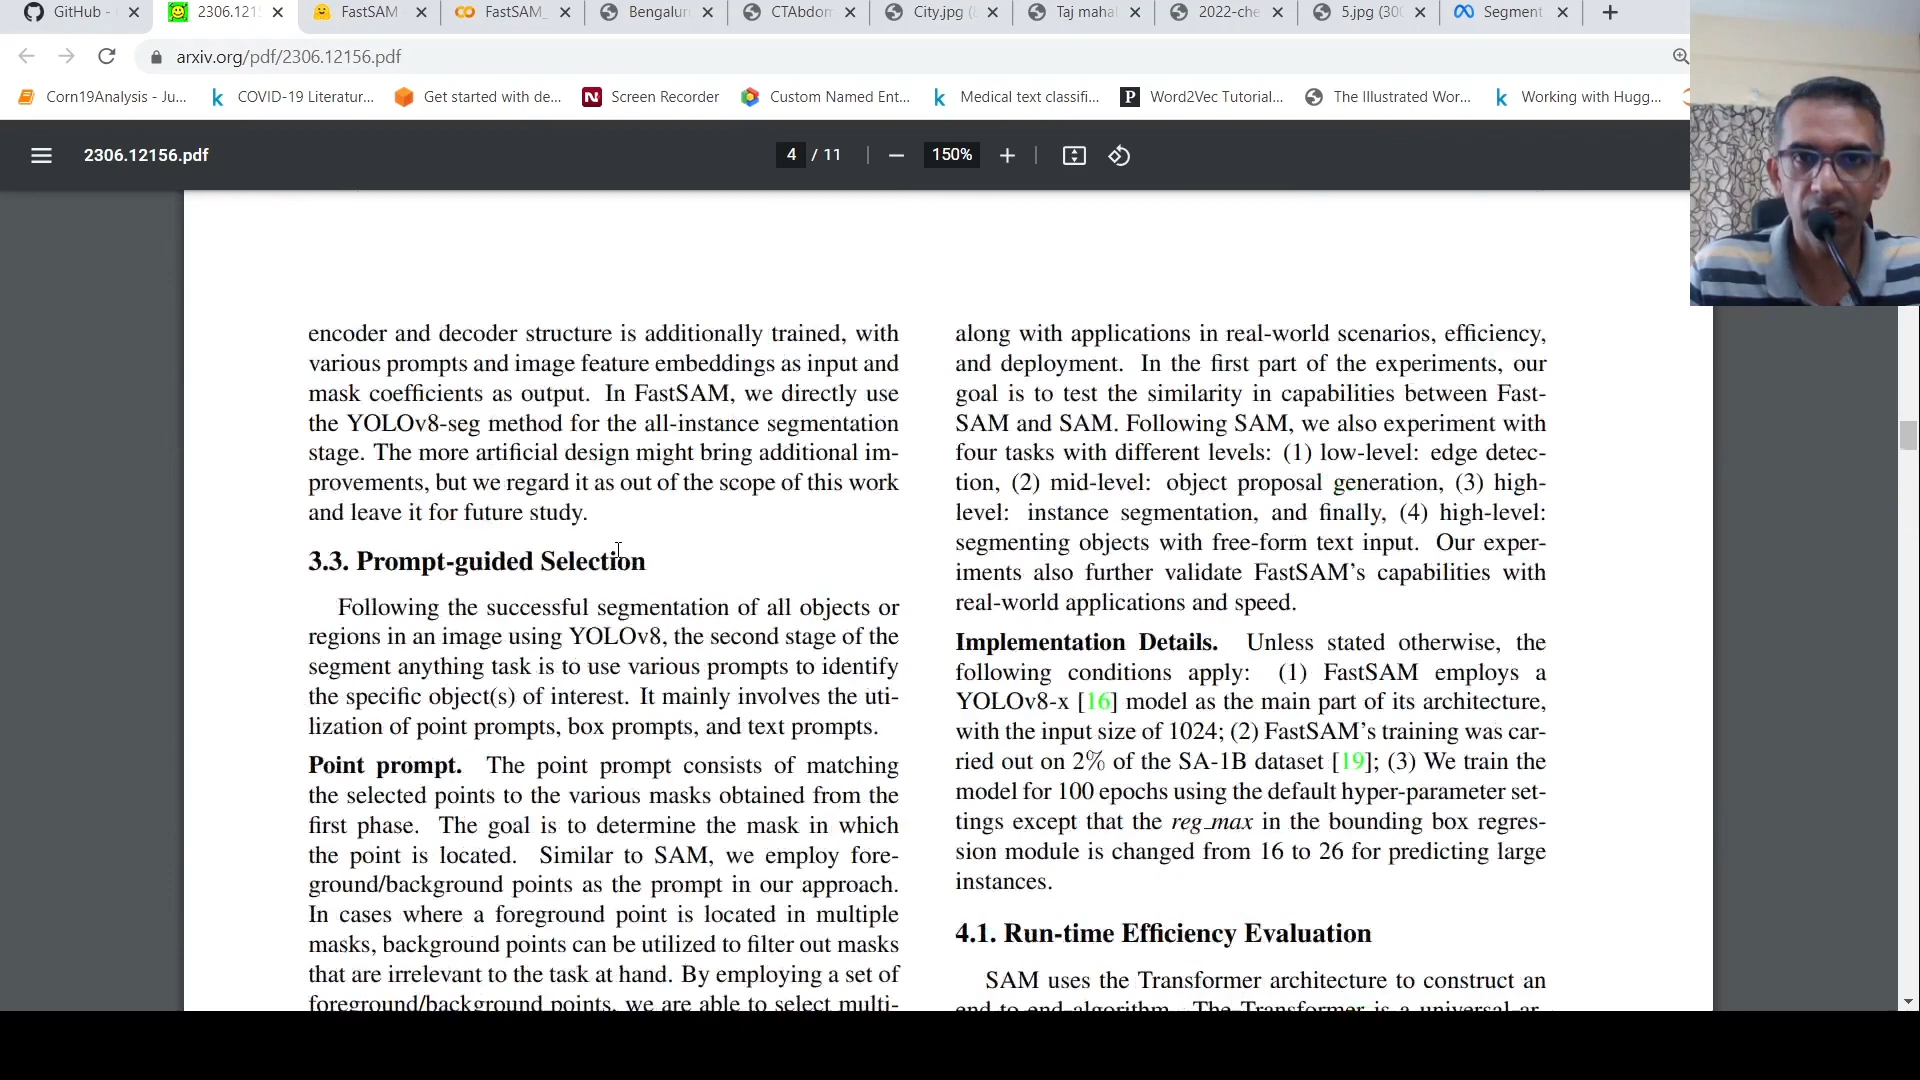 GitHub -
2306.121
FastSAM
FastSAM_
Bengalur
CTAbdom
City.jpg (
Taj maha
2022-che
5.jpg (30
Segment
arxiv.org/pdf/2306.12156.pdf
Corn19Analysis - Ju...
COVID-19 Literatur...
Get started with de...
Screen Recorder
Custom Named Ent...
Medical text classifi...
Word2Vec Tutorial...
The Illustrated Wor...
Working with Hugg...
2306.12156.pdf
4 / 11
150%
encoder and decoder structure is additionally trained, with
various prompts and image feature embeddings as input and
mask coefficients as output. In FastSAM, we directly use
the YOLOv8-seg method for the all-instance segmentation
stage. The more artificial design might bring additional im-
provements, but we regard it as out of the scope of this work
and leave it for future study.
3.3. Prompt-guided Selection
Following the successful segmentation of all objects or
regions in an image using YOLOv8, the second stage of the
segment anything task is to use various prompts to identify
the specific object(s) of interest. It mainly involves the uti-
lization of point prompts, box prompts, and text prompts.
Point prompt. The point prompt consists of matching
the selected points to the various masks obtained from the
first phase. The goal is to determine the mask in which
the point is located. Similar to SAM, we employ fore-
ground/background points as the prompt in our approach.
In cases where a foreground point is located in multiple
masks, background points can be utilized to filter out masks
that are irrelevant to the task at hand. By employing a set of
foreground/background points, we are able to select multi-
along with applications in real-world scenarios, efficiency,
and deployment. In the first part of the experiments, our
goal is to test the similarity in capabilities between Fast-
SAM and SAM. Following SAM, we also experiment with
four tasks with different levels: (1) low-level: edge detec-
tion, (2) mid-level: object proposal generation, (3) high-
level: instance segmentation, and finally, (4) high-level:
segmenting objects with free-form text input. Our exper-
iments also further validate FastSAM's capabilities with
real-world applications and speed.
Implementation Details. Unless stated otherwise, the
following conditions apply: (1) FastSAM employs a
YOLOv8-x [16] model as the main part of its architecture,
with the input size of 1024; (2) FastSAM's training was car-
ried out on 2% of the SA-1B dataset [19]; (3) We train the
model for 100 epochs using the default hyper-parameter set-
tings except that the reg_max in the bounding box regres-
sion module is changed from 16 to 26 for predicting large
instances.
4.1. Run-time Efficiency Evaluation
SAM uses the Transformer architecture to construct an
end-to-end algorithm. The Transformer is a universal ar-